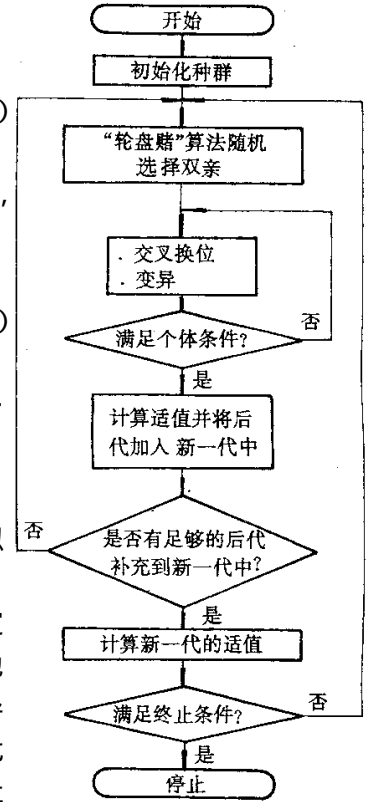 开始
初始化种群
“轮盘赌”算法随机
选择双亲
. 交叉换位
. 变异
满足个体条件?
否
是
计算适值并将后
代加入 新一代中
否
是否有足够的后代
补充到新一代中?
是
计算新一代的适值
满足终止条件?
否
是
停止